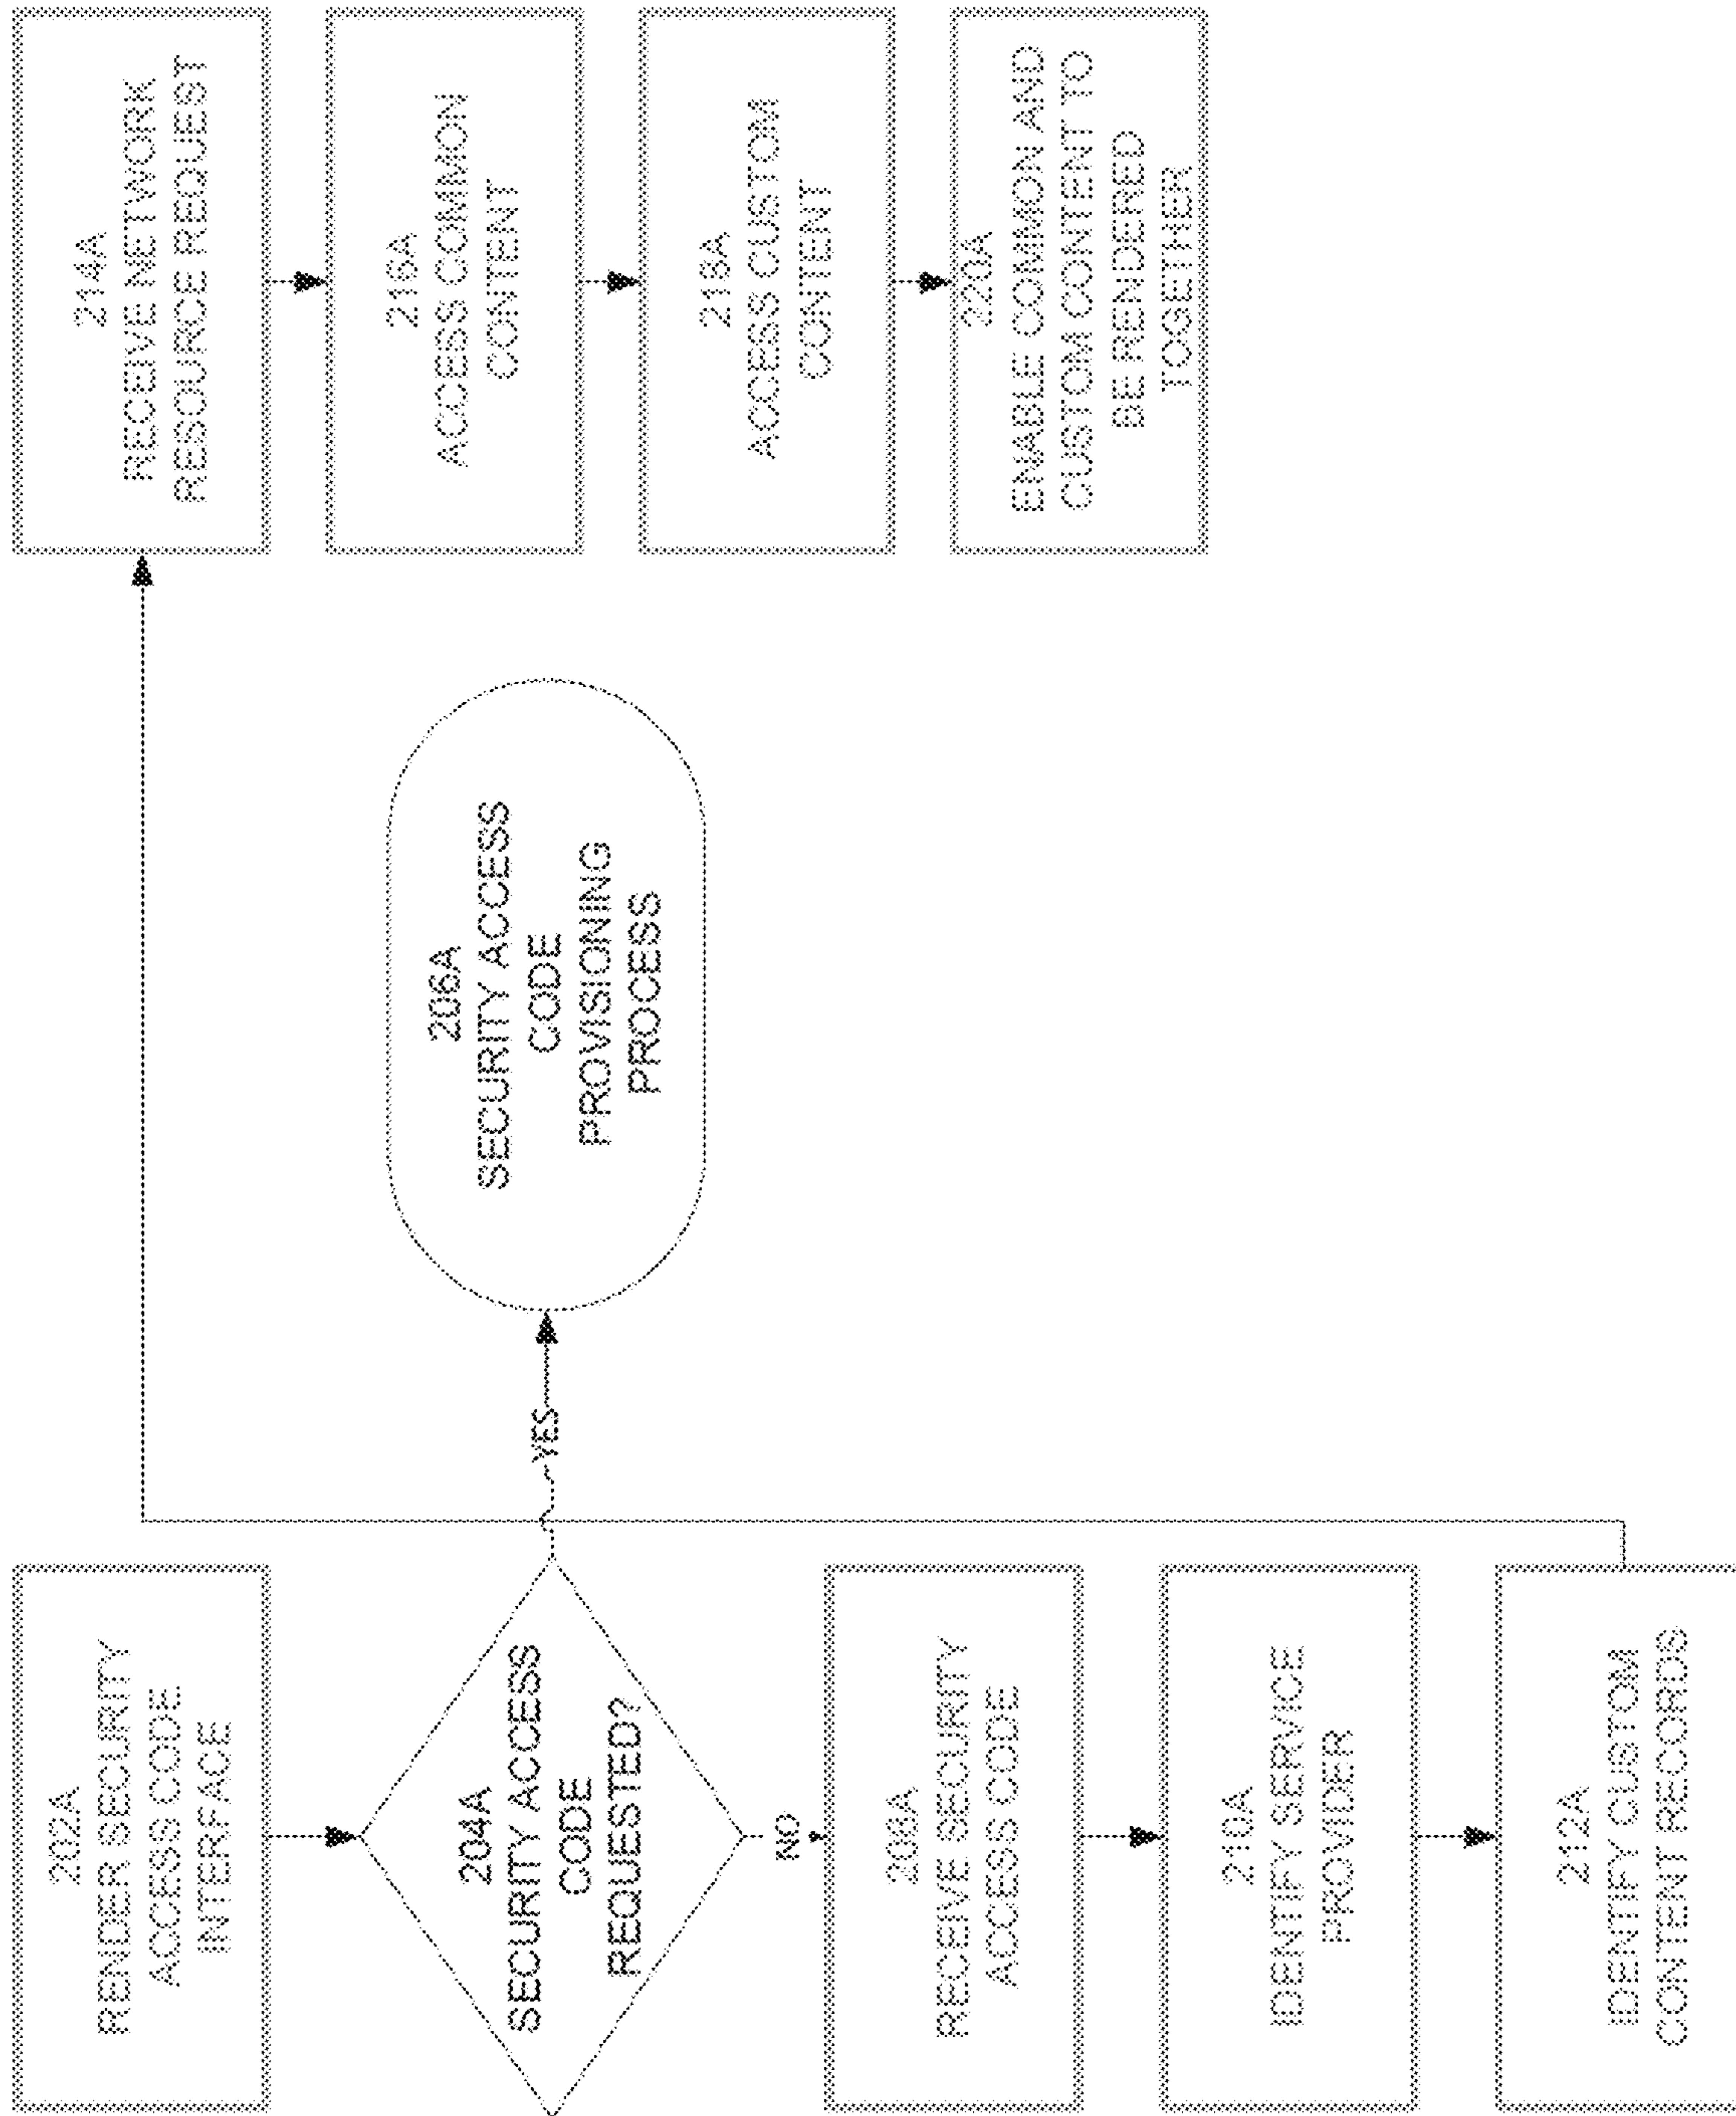 202A
RENDER SECURITY
ACCESS CODE
INTERFACE
204A
SECURITY ACCESS
CODE
REQUESTED?
YES
206A
SECURITY ACCESS
CODE
PROVISIONING
PROCESS
NO
208A
RECEIVE SECURITY
ACCESS CODE
210A
IDENTIFY SERVICE
PROVIDER
212A
IDENTIFY CUSTOM
CONTENT RECORDS
214A
RECEIVE NETWORK
RESOURCE REQUEST
216A
ACCESS COMMON
CONTENT
218A
ACCESS CUSTOM
CONTENT
220A
ENABLE COMMON AND
CUSTOM CONTENT TO
BE RENDERED
TOGETHER